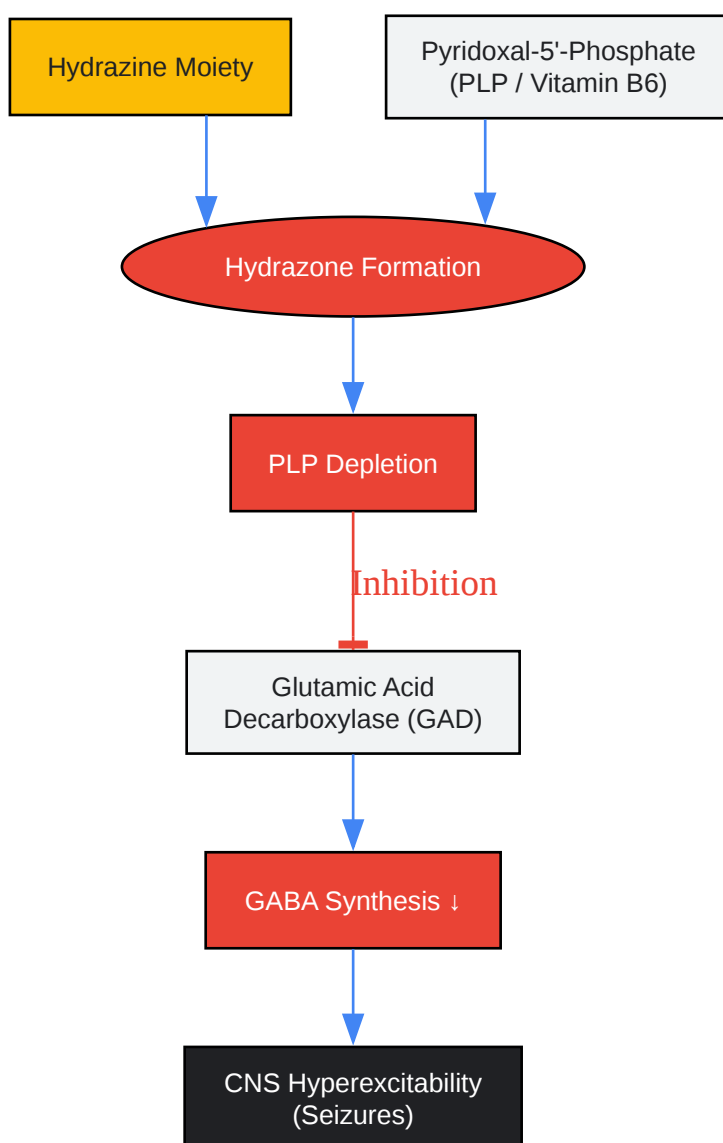 Hydrazine Moiety
Pyridoxal-5'-Phosphate
(PLP / Vitamin B6)
Hydrazone Formation
PLP Depletion
Inhibition
Glutamic Acid
Decarboxylase (GAD)
GABA Synthesis ↓
CNS Hyperexcitability
(Seizures)